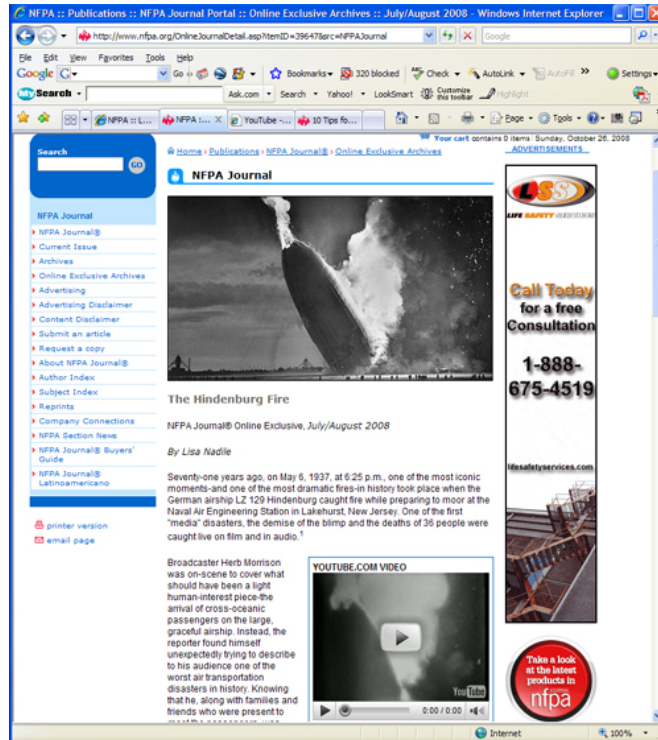 NFPA :: Publications :: NFPA Journal Portal :: Online Exclusive Archives :: July/August 2008 - Windows Internet Explorer
http://www.nfpa.org/OnlineJournalDetail.asp?itemID=39647&src=NFPAJournal
Google
File Edit View Favorites Tools Help
Google G Go Bookmarks 320 blocked Check AutoLink AutoFill Settings
My Search Ask.com Search Yahoo! LookSmart Customize this toolbar Highlight
NFPA :: L... NFPA :... X YouTube -... 10 Tips fo... Page Tools
Your cart contains 0 items Sunday, October 26, 2008
Search
GO
NFPA Journal
NFPA Journal®
Current Issue
Archives
Online Exclusive Archives
Advertising
Advertising Disclaimer
Content Disclaimer
Submit an article
Request a copy
About NFPA Journal®
Author Index
Subject Index
Reprints
Company Connections
NFPA Section News
NFPA Journal® Buyers'
Guide
NFPA Journal®
Latinoamericano
printer version
email page
Home › Publications › NFPA Journal® › Online Exclusive Archives
NFPA Journal
The Hindenburg Fire
NFPA Journal® Online Exclusive, July/August 2008
By Lisa Nadile
Seventy-one years ago, on May 6, 1937, at 6:25 p.m., one of the most iconic
moments-and one of the most dramatic fires-in history took place when the
German airship LZ 129 Hindenburg caught fire while preparing to moor at the
Naval Air Engineering Station in Lakehurst, New Jersey. One of the first
"media" disasters, the demise of the blimp and the deaths of 36 people were
caught live on film and in audio.1
Broadcaster Herb Morrison
was on-scene to cover what
should have been a light
human-interest piece-the
arrival of cross-oceanic
passengers on the large,
graceful airship. Instead, the
reporter found himself
unexpectedly trying to describe
to his audience one of the
worst air transportation
disasters in history. Knowing
that he, along with families and
friends who were present to
YOUTUBE.COM VIDEO
YouTube
0:00 / 0:00
ADVERTISEMENTS
LSS
LIFE SAFETY SERVICES
Call Today
for a free
Consultation
1-888-
675-4519
lifesafetyservices.com
Take a look
at the latest
products in
nfpa
Internet 100%